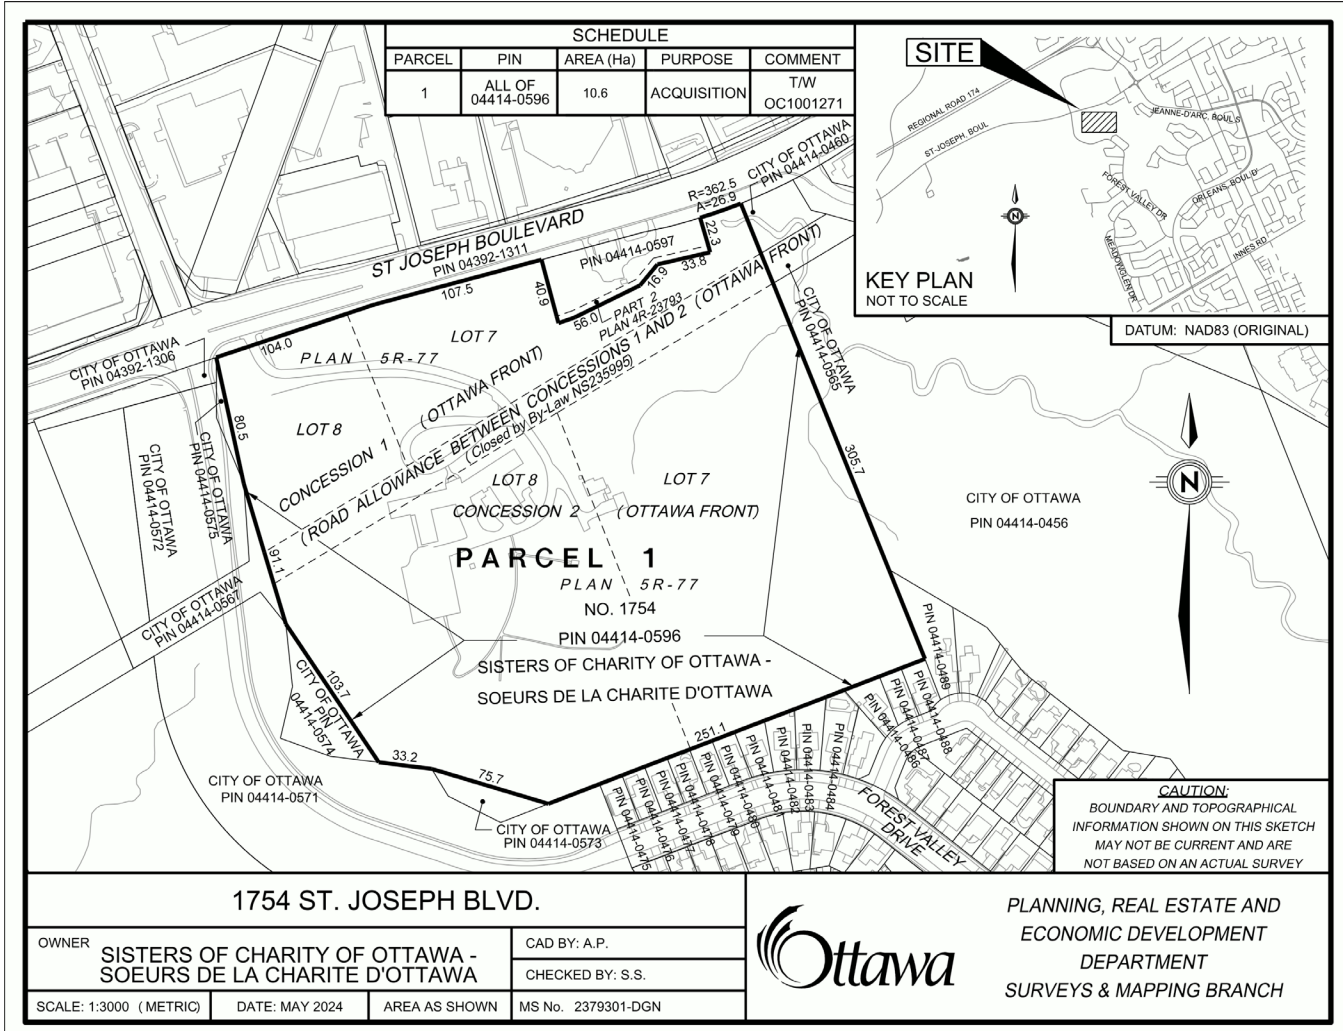 SCHEDULE
PARCEL PIN AREA (Ha) PURPOSE COMMENT
1 ALL OF 04414-0596 10.6 ACQUISITION T/W OC1001271
SITE
REGIONAL ROAD 174
ST-JOSEPH, BOUL
JEANNE-D'ARC, BOUL S
FOREST VALLEY DR
ORLEANS, BOUL D'
MEADOWGLEN DR
INNES RD
N
KEY PLAN
NOT TO SCALE
DATUM: NAD83 (ORIGINAL)
CITY OF OTTAWA
PIN 04414-0460
R=362.5
A=26.9
22.3
ST JOSEPH BOULEVARD
PIN 04392-1311
PIN 04414-0597
33.8
16.9
56.0
40.9
107.5
104.0
PART 2
PLAN 4R-23793
CITY OF OTTAWA
PIN 04392-1306
LOT 7
PLAN 5R-77
LOT 8
CONCESSION 1 (OTTAWA FRONT)
(ROAD ALLOWANCE BETWEEN CONCESSIONS 1 AND 2 (OTTAWA FRONT)
(Closed by By-Law NS235995)
CITY OF OTTAWA
PIN 04414-0565
80.5
CITY OF OTTAWA
PIN 04414-0575
CITY OF OTTAWA
PIN 04414-0572
305.7
LOT 8
LOT 7
CONCESSION 2 (OTTAWA FRONT)
CITY OF OTTAWA
PIN 04414-0456
N
PARCEL 1
PLAN 5R-77
NO. 1754
PIN 04414-0596
SISTERS OF CHARITY OF OTTAWA -
SOEURS DE LA CHARITE D'OTTAWA
91.1
CITY OF OTTAWA
PIN 04414-0567
103.7
CITY OF OTTAWA
PIN
04414-0574
33.2
75.7
251.1
CITY OF OTTAWA
PIN 04414-0571
CITY OF OTTAWA
PIN 04414-0573
PIN 04414-0475
PIN 04414-0476
PIN 04414-0477
PIN 04414-0478
PIN 04414-0479
PIN 04414-0480
PIN 04414-0481
PIN 04414-0482
PIN 04414-0483
PIN 04414-0484
PIN 04414-0486
PIN 04414-0487
PIN 04414-0488
PIN 04414-0489
FOREST VALLEY
DRIVE
CAUTION:
BOUNDARY AND TOPOGRAPHICAL
INFORMATION SHOWN ON THIS SKETCH
MAY NOT BE CURRENT AND ARE
NOT BASED ON AN ACTUAL SURVEY
1754 ST. JOSEPH BLVD.
OWNER SISTERS OF CHARITY OF OTTAWA -
SOEURS DE LA CHARITE D'OTTAWA
CAD BY: A.P.
CHECKED BY: S.S.
SCALE: 1:3000 (METRIC) DATE: MAY 2024 AREA AS SHOWN MS No. 2379301-DGN
Ottawa
PLANNING, REAL ESTATE AND
ECONOMIC DEVELOPMENT
DEPARTMENT
SURVEYS & MAPPING BRANCH